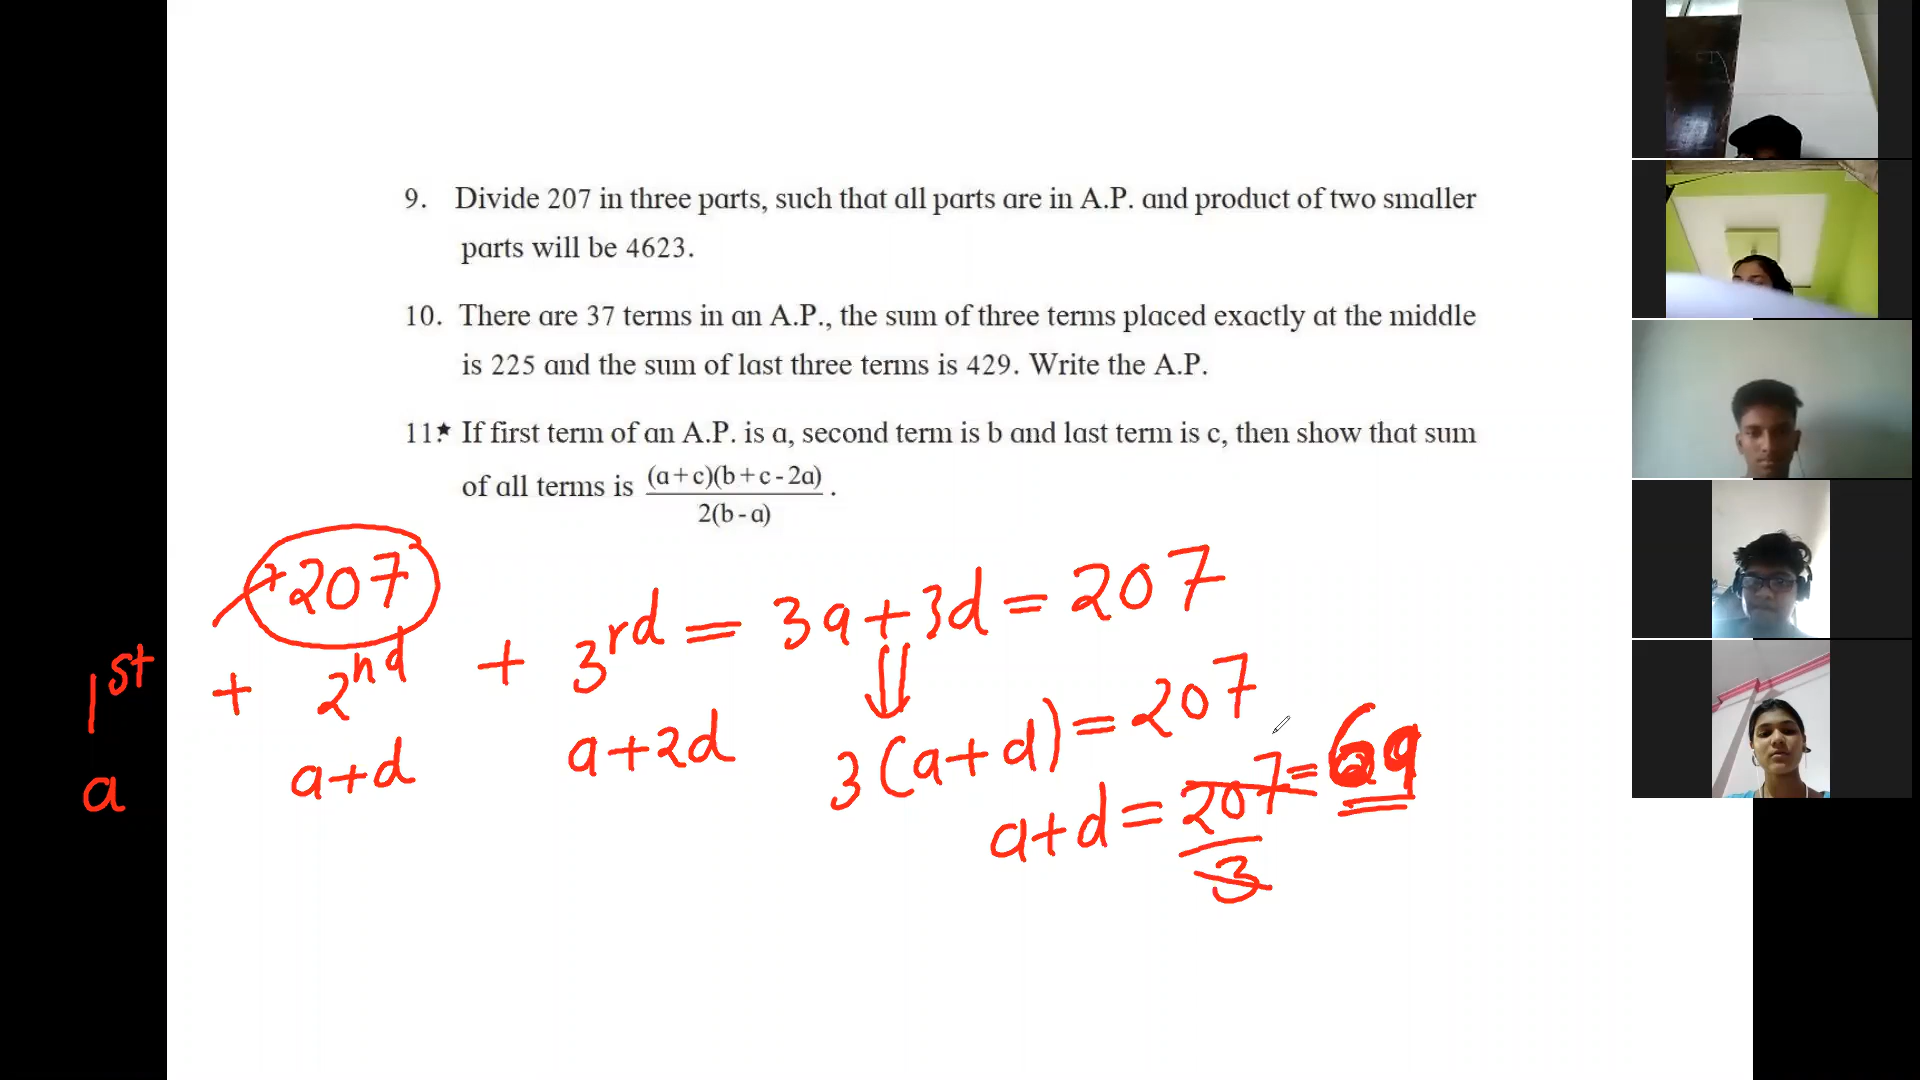 9. Divide 207 in three parts, such that all parts are in A.P. and product of two smaller
parts will be 4623.
10. There are 37 terms in an A.P., the sum of three terms placed exactly at the middle
is 225 and the sum of last three terms is 429. Write the A.P.
11.★ If first term of an A.P. is a, second term is b and last term is c, then show that sum
of all terms is (a+c)(b+c-2a) / 2(b-a) .
207
1st + 2nd + 3rd = 3a+3d = 207
a a+d a+2d 3(a+d) = 207
a+d = 207/3 = 69